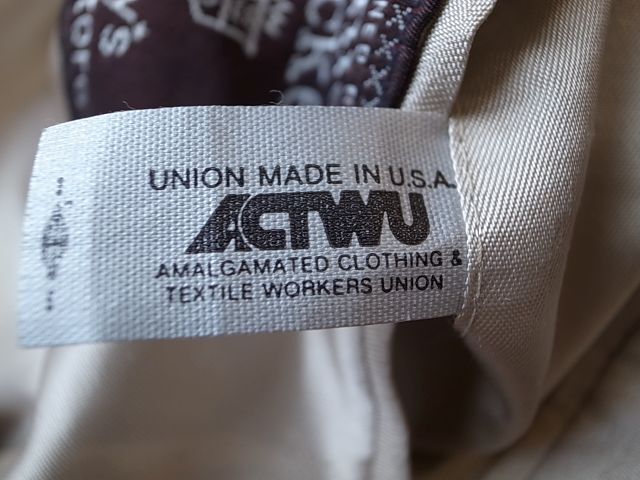 UNION MADE IN U.S.A.
ACTWU
AMALGAMATED CLOTHING &
TEXTILE WORKERS UNION